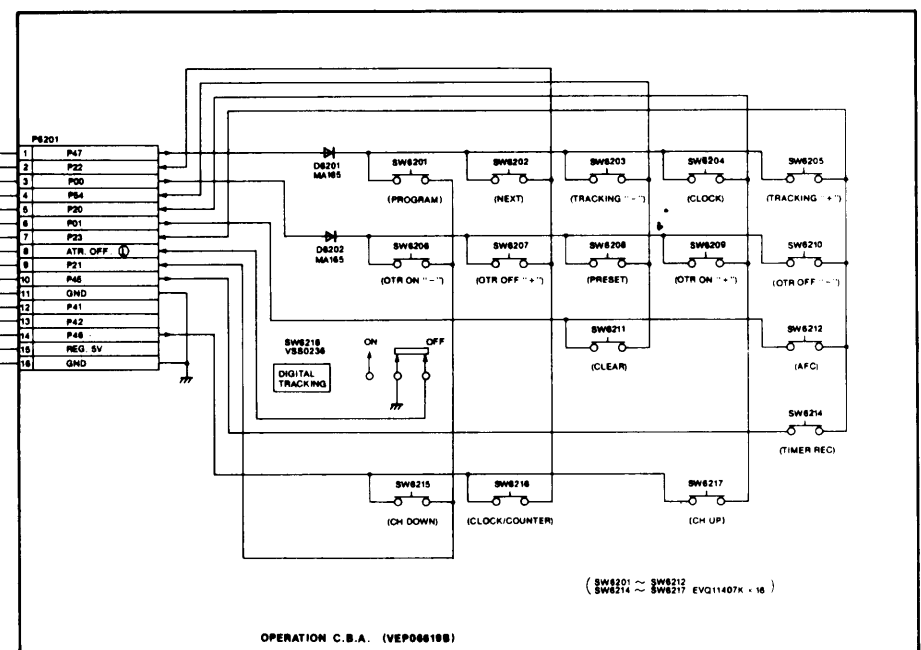 P6201
1 P47
2 P22
3 P00
4 P64
5 P20
6 P01
7 P23
8 ATR. OFF ①
9 P21
10 P45
11 GND
12 P41
13 P42
14 P46
15 REG. 5V
16 GND
D6201
MA165
SW6201
(PROGRAM)
SW6202
(NEXT)
SW6203
(TRACKING "-")
SW6204
(CLOCK)
SW6205
(TRACKING "+")
D6202
MA165
SW6206
(OTR ON "-")
SW6207
(OTR OFF "+")
SW6208
(PRESET)
SW6209
(OTR ON "+")
SW6210
(OTR OFF "-")
SW6211
(CLEAR)
SW6212
(AFC)
SW6218
VSS0236
DIGITAL
TRACKING
ON
OFF
SW6214
(TIMER REC)
SW6215
(CH DOWN)
SW6216
(CLOCK/COUNTER)
SW6217
(CH UP)
( SW6201 ~ SW6212
SW6214 ~ SW6217 EVQ11407K × 16 )
OPERATION C.B.A. (VEP06619B)